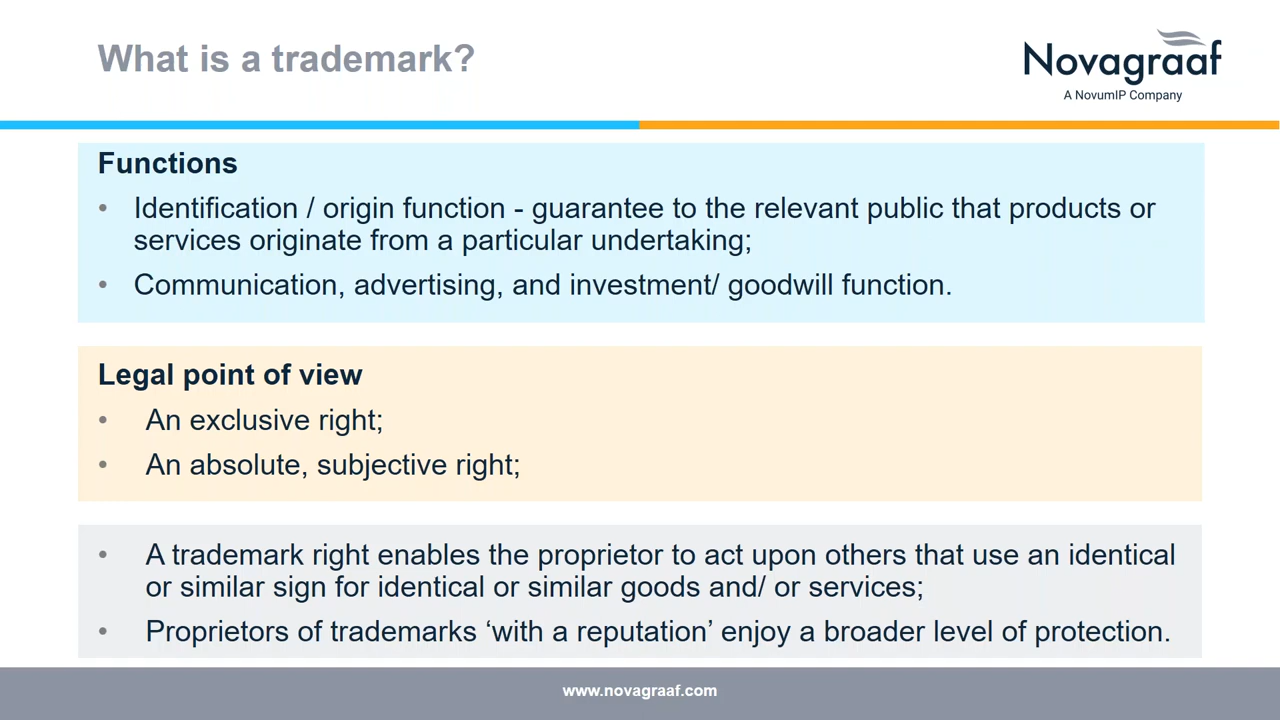 What is a trademark?
Novagraaf
A NovumIP Company
Functions
• Identification / origin function - guarantee to the relevant public that products or
services originate from a particular undertaking;
• Communication, advertising, and investment/ goodwill function.
Legal point of view
• An exclusive right;
• An absolute, subjective right;
• A trademark right enables the proprietor to act upon others that use an identical
or similar sign for identical or similar goods and/ or services;
• Proprietors of trademarks ‘with a reputation’ enjoy a broader level of protection.
www.novagraaf.com